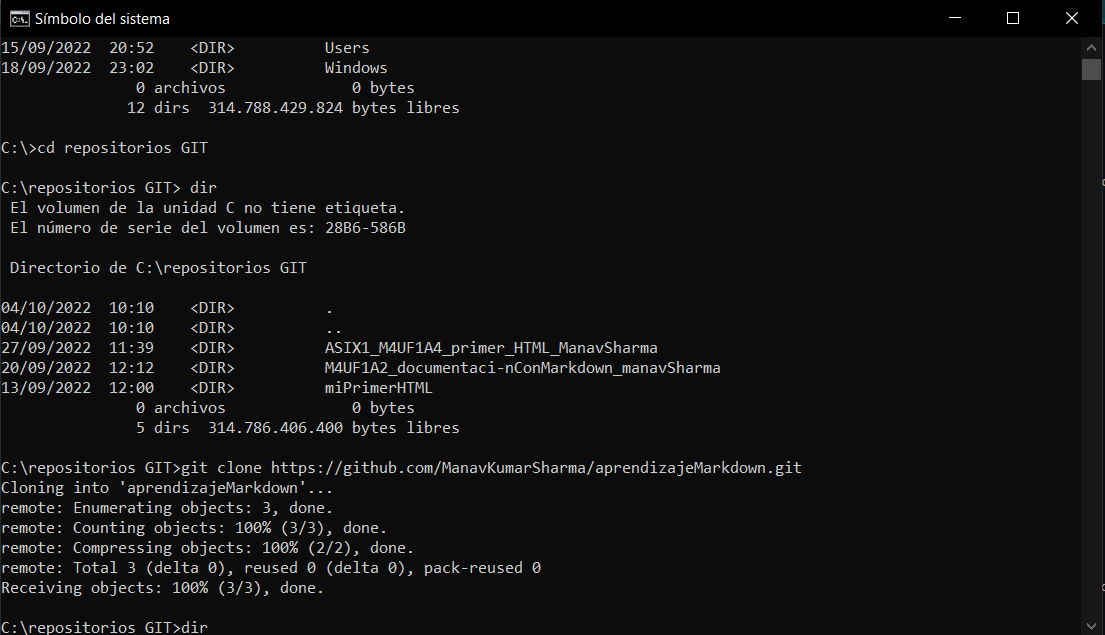 Símbolo del sistema
15/09/2022  20:52    <DIR>          Users
18/09/2022  23:02    <DIR>          Windows
               0 archivos              0 bytes
              12 dirs  314.788.429.824 bytes libres
C:\>cd repositorios GIT
C:\repositorios GIT> dir
 El volumen de la unidad C no tiene etiqueta.
 El número de serie del volumen es: 28B6-586B
 Directorio de C:\repositorios GIT
04/10/2022  10:10    <DIR>          .
04/10/2022  10:10    <DIR>          ..
27/09/2022  11:39    <DIR>          ASIX1_M4UF1A4_primer_HTML_ManavSharma
20/09/2022  12:12    <DIR>          M4UF1A2_documentaci-nConMarkdown_manavSharma
13/09/2022  12:00    <DIR>          miPrimerHTML
               0 archivos              0 bytes
               5 dirs  314.786.406.400 bytes libres
C:\repositorios GIT>git clone https://github.com/ManavKumarSharma/aprendizajeMarkdown.git
Cloning into 'aprendizajeMarkdown'...
remote: Enumerating objects: 3, done.
remote: Counting objects: 100% (3/3), done.
remote: Compressing objects: 100% (2/2), done.
remote: Total 3 (delta 0), reused 0 (delta 0), pack-reused 0
Receiving objects: 100% (3/3), done.
C:\repositorios GIT>dir